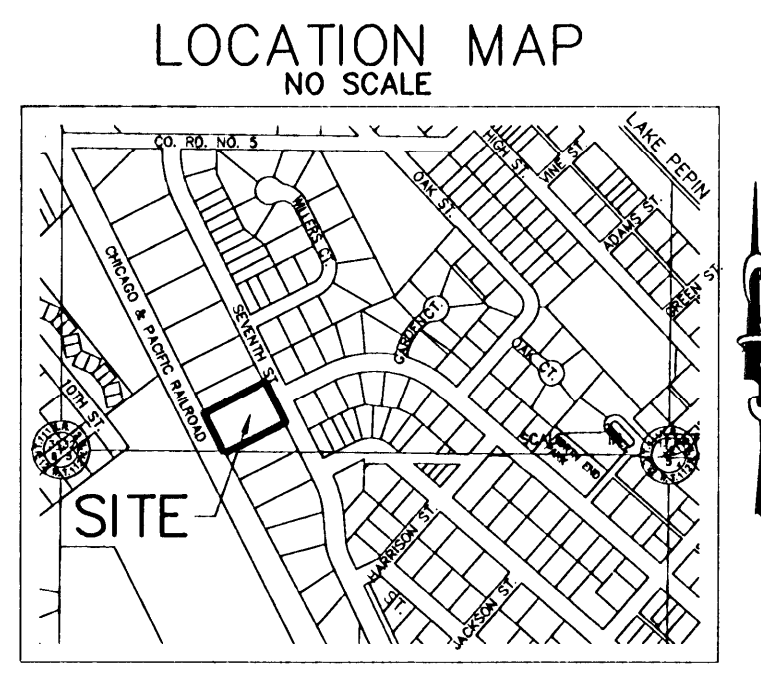 LOCATION MAP
NO SCALE
CO. RD. NO. 5
HIGH ST.
VINE ST.
LAKE PEPIN
OAK ST.
MILLERS CT.
ADAMS ST.
GREEN ST.
CHICAGO & PACIFIC RAILROAD
SEVENTH ST.
GARDEN CT.
OAK CT.
10TH ST.
SITE
END
HARRISON ST.
ST.
JACKSON ST.